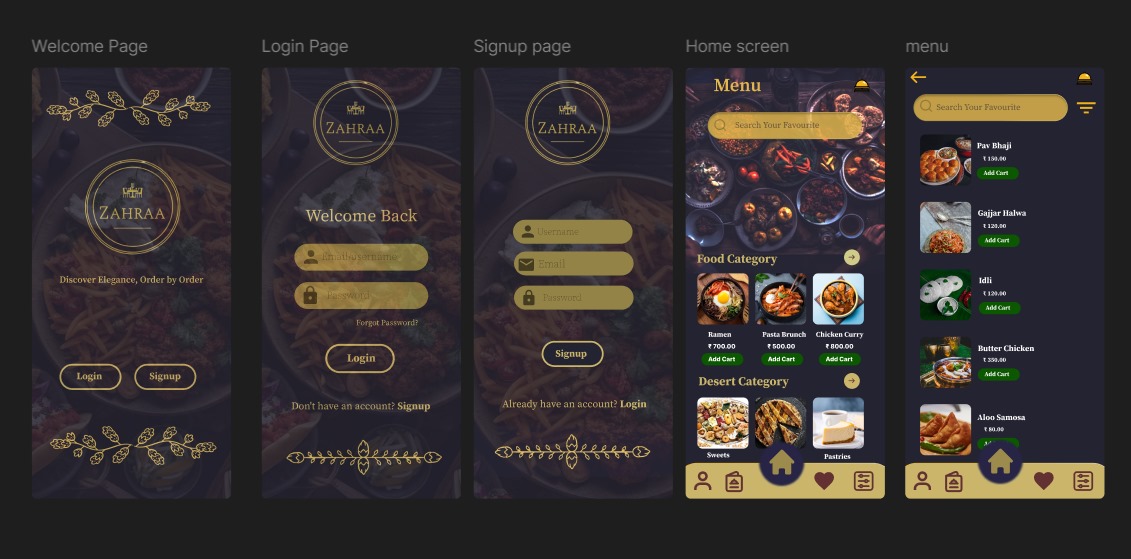 Welcome Page
ZAHRAA
Discover Elegance, Order by Order
Login
Signup
Login Page
ZAHRAA
Welcome Back
Email/username
Password
Forgot Password?
Login
Don't have an account? Signup
Signup page
ZAHRAA
Username
Email
Password
Signup
Already have an account? Login
Home screen
Menu
Search Your Favourite
Food Category
Ramen
₹ 700.00
Add Cart
Pasta Brunch
₹ 500.00
Add Cart
Chicken Curry
₹ 800.00
Add Cart
Desert Category
Sweets
Pastries
menu
Search Your Favourite
Pav Bhaji
₹ 150.00
Add Cart
Gajjar Halwa
₹ 120.00
Add Cart
Idli
₹ 120.00
Add Cart
Butter Chicken
₹ 350.00
Add Cart
Aloo Samosa
₹ 80.00